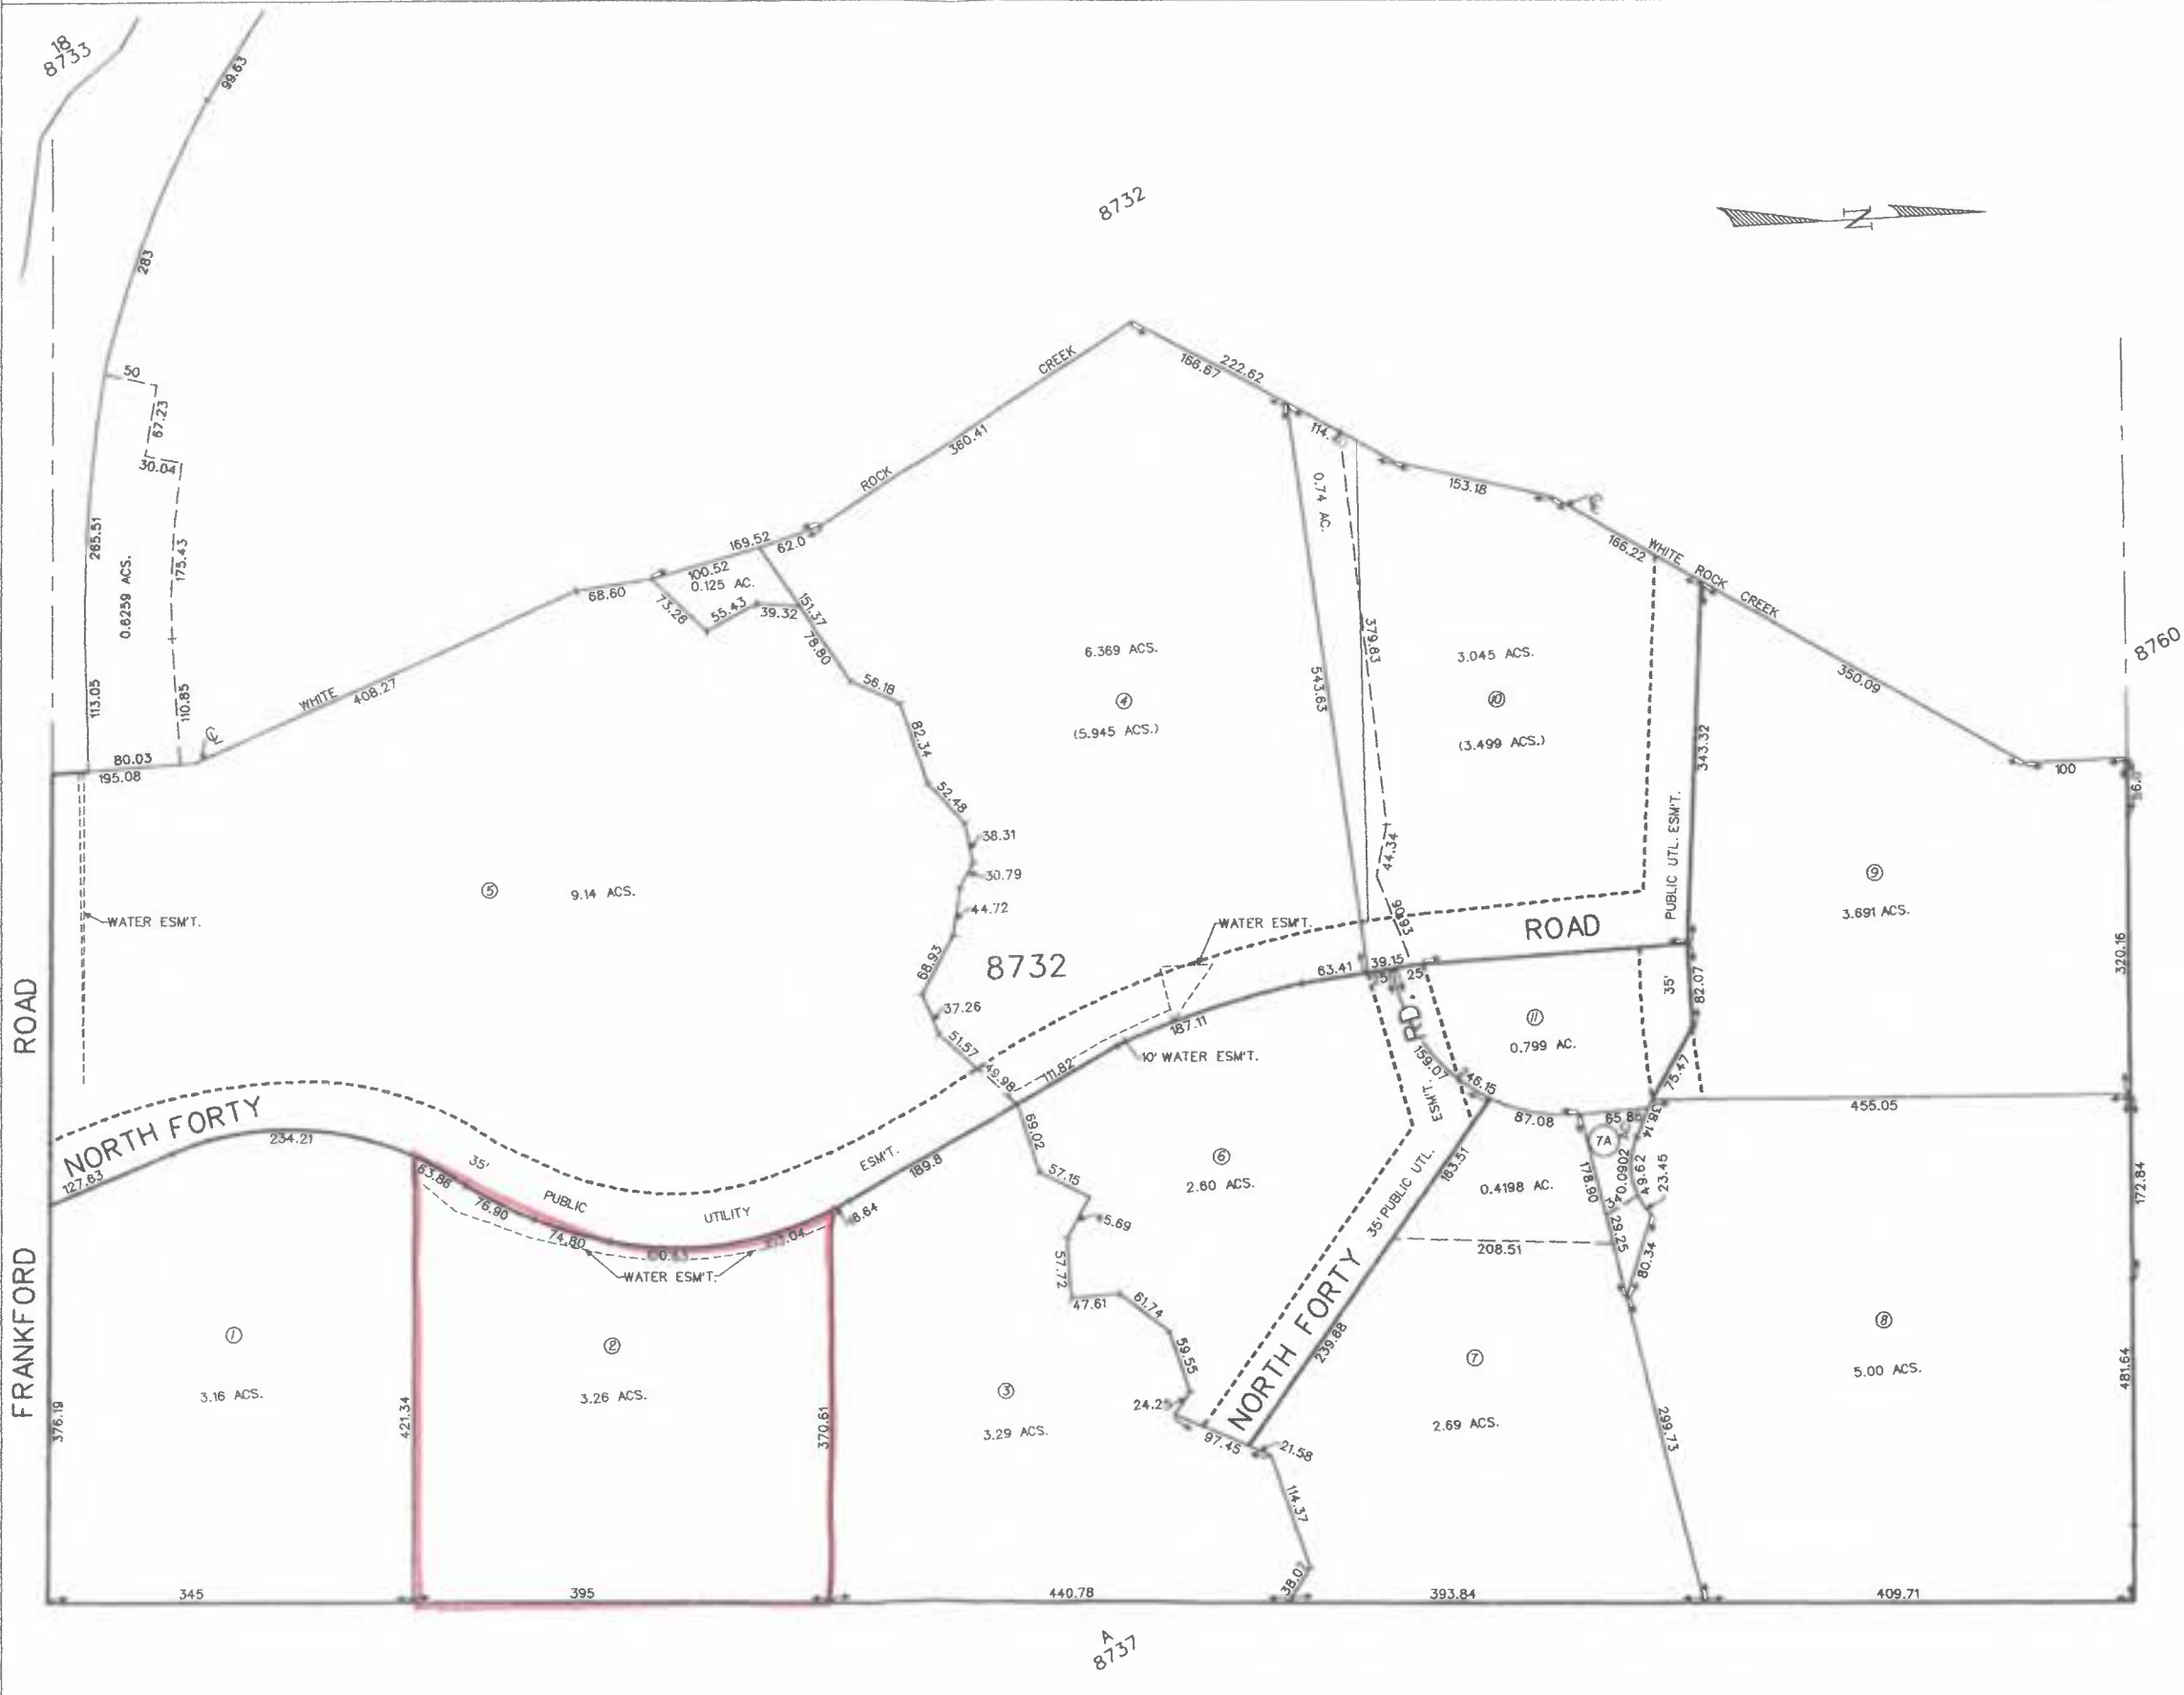 18
8733
99.63
283
50
67.23
30.04
265.51
0.6259 ACS.
175.43
113.05
110.85
80.03
195.08
WATER ESM'T.
WHITE
408.27
68.60
169.52
100.52
62.0
0.125 AC.
73.26
55.43
39.32
151.37
78.80
ROCK
CREEK
360.41
8732
N
166.67
222.62
0.74 AC.
153.18
166.22
WHITE
ROCK
CREEK
350.09
8760
100
6.369 ACS.
4
(5.945 ACS.)
543.63
379.63
3.045 ACS.
10
(3.499 ACS.)
343.32
PUBLIC UTL. ESM'T.
9
3.691 ACS.
320.16
56.18
82.34
52.48
38.31
30.79
44.72
68.93
37.26
51.57
49.98
5
9.14 ACS.
8732
WATER ESM'T.
44.34
90.93
ROAD
63.41
39.15
25
35'
82.07
RD.
11
0.799 AC.
159.07
46.15
75.47
187.11
10' WATER ESM'T.
111.82
ROAD
FRANKFORD
NORTH FORTY
127.63
234.21
35'
PUBLIC
UTILITY
ESM'T.
189.8
8.64
63.86
76.90
74.80
WATER ESM'T.
69.02
57.15
5.69
57.72
47.61
61.74
59.55
24.25
97.45
21.58
114.37
38.07
6
2.60 ACS.
35' PUBLIC UTL.
ESM'T.
NORTH FORTY
163.51
239.68
87.08
65.86
38.14
455.05
7A
0.0902
49.62
23.45
178.90
29.25
80.34
0.4198 AC.
208.51
172.84
1
3.16 ACS.
376.19
421.34
2
3.26 ACS.
370.61
3
3.29 ACS.
7
2.69 ACS.
299.73
8
5.00 ACS.
481.64
345
395
440.78
393.84
409.71
A
8737